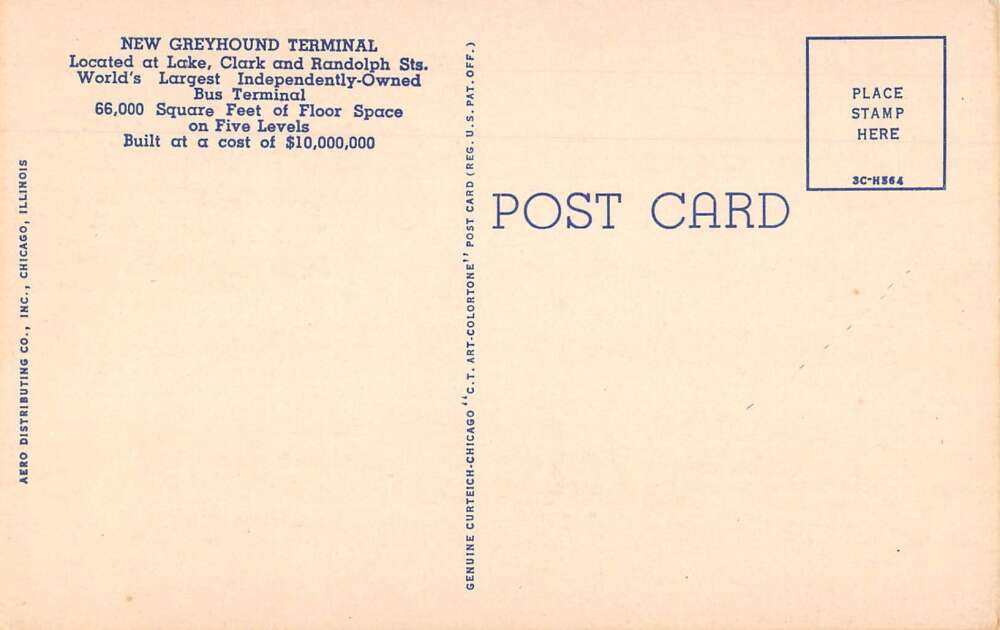 NEW GREYHOUND TERMINAL
Located at Lake, Clark and Randolph Sts.
World's Largest Independently-Owned
Bus Terminal
66,000 Square Feet of Floor Space
on Five Levels
Built at a cost of $10,000,000
AERO DISTRIBUTING CO., INC., CHICAGO, ILLINOIS
GENUINE CURTEICH-CHICAGO "C.T. ART-COLORTONE" POST CARD (REG. U.S. PAT. OFF.)
POST CARD
PLACE
STAMP
HERE
3C-H564